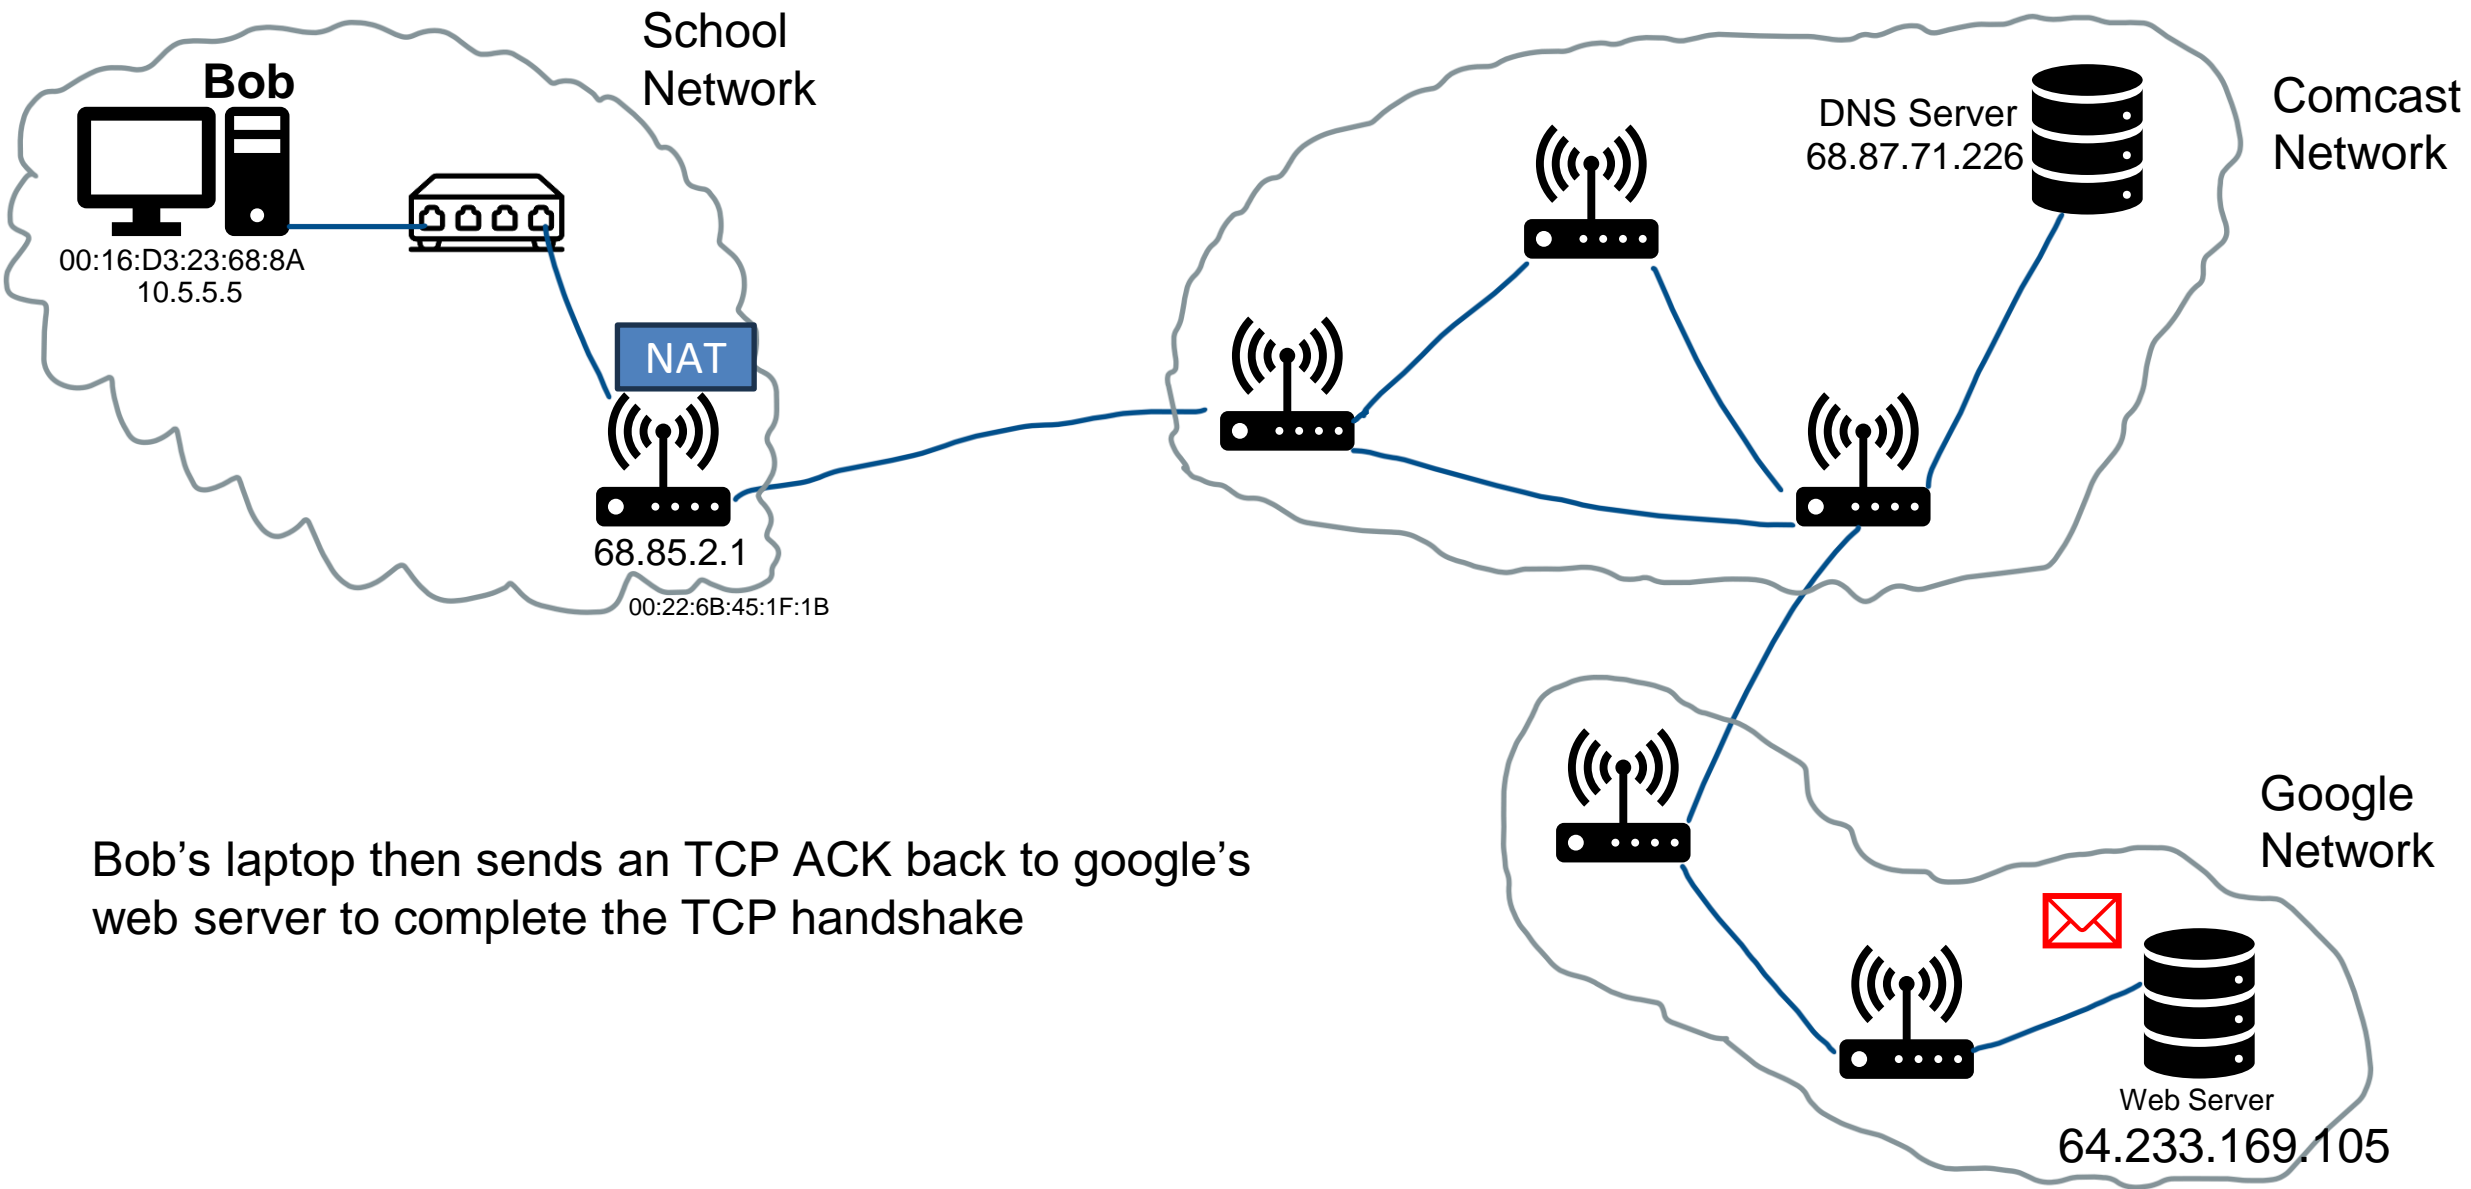 School
Network
Bob
00:16:D3:23:68:8A
10.5.5.5
NAT
68.85.2.1
00:22:6B:45:1F:1B
DNS Server
68.87.71.226
Comcast
Network
Bob’s laptop then sends an TCP ACK back to google’s
web server to complete the TCP handshake
Google
Network
Web Server
64.233.169.105